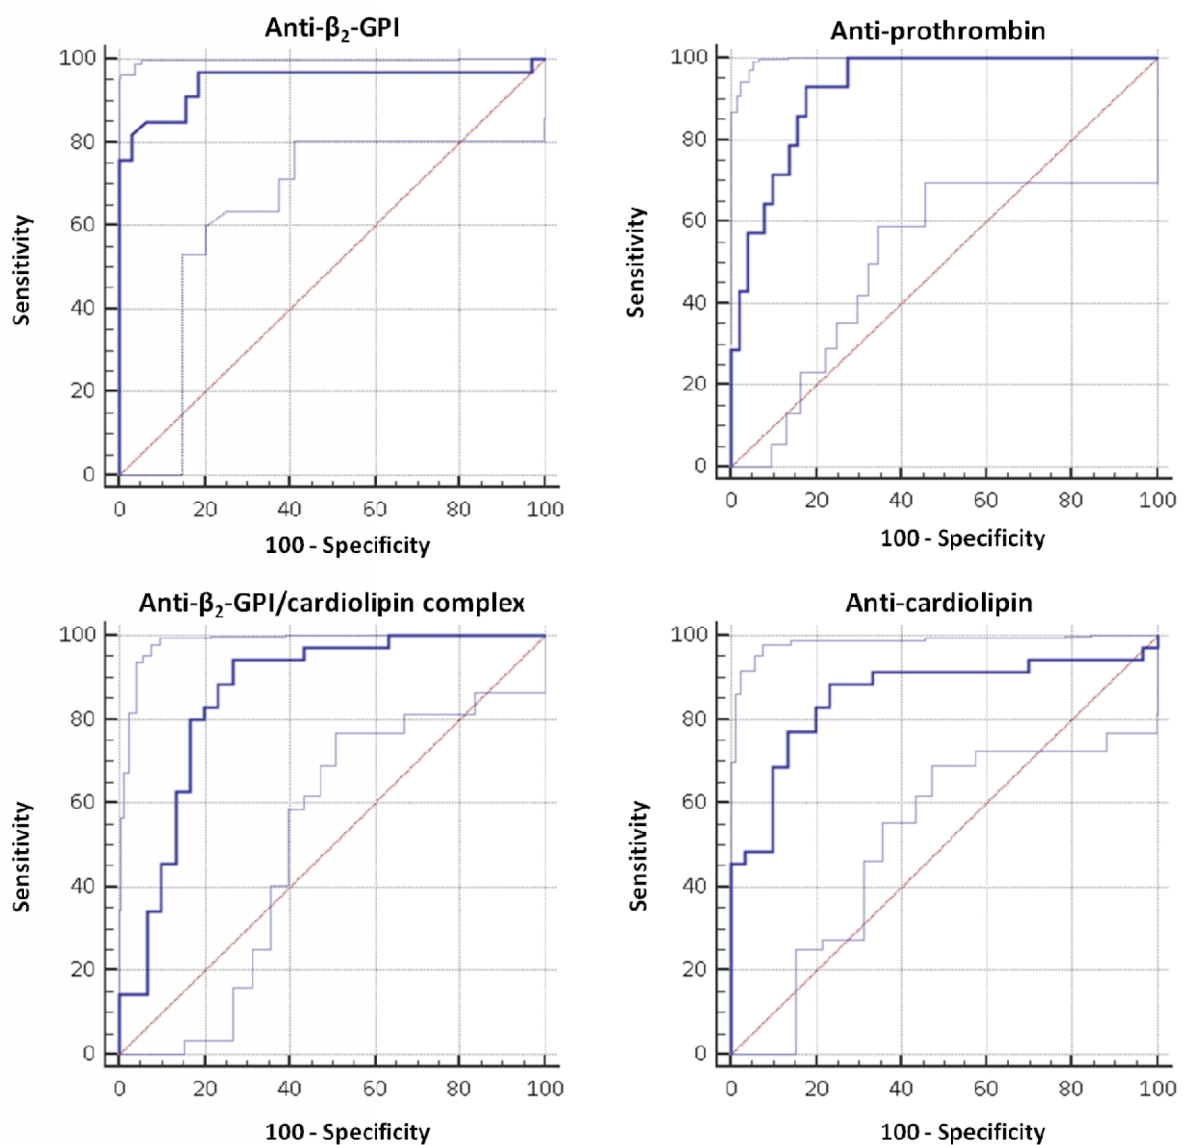 Anti-β₂-GPI
Sensitivity
100
80
60
40
20
0
0 20 40 60 80 100
100 - Specificity
Anti-prothrombin
Sensitivity
100
80
60
40
20
0
0 20 40 60 80 100
100 - Specificity
Anti-β₂-GPI/cardiolipin complex
Sensitivity
100
80
60
40
20
0
0 20 40 60 80 100
100 - Specificity
Anti-cardiolipin
Sensitivity
100
80
60
40
20
0
0 20 40 60 80 100
100 - Specificity